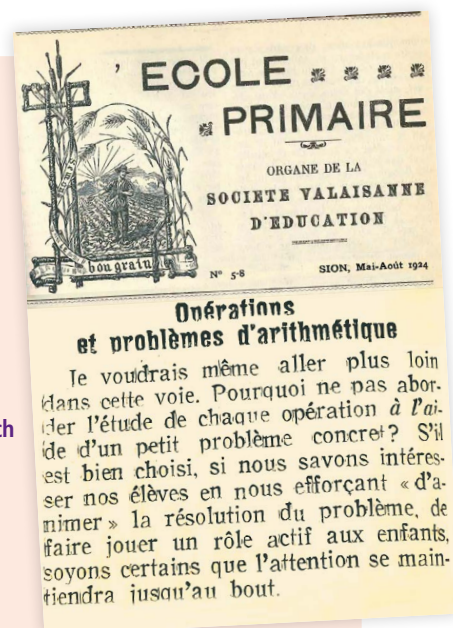 ' ECOLE
PRIMAIRE
ORGANE DE LA
SOCIETE VALAISANNE
D'EDUCATION
bon grain
N° 5-8
SION, Mai-Août 1924
Opérations
et problèmes d'arithmétique
Je voudrais même aller plus loin
dans cette voie. Pourquoi ne pas abor-
der l'étude de chaque opération à l'ai-
de d'un petit problème concret? S'il
est bien choisi, si nous savons intéres-
ser nos élèves en nous efforçant « d'a-
nimer » la résolution du problème, de
faire jouer un rôle actif aux enfants,
soyons certains que l'attention se main-
tiendra jusqu'au bout.
th